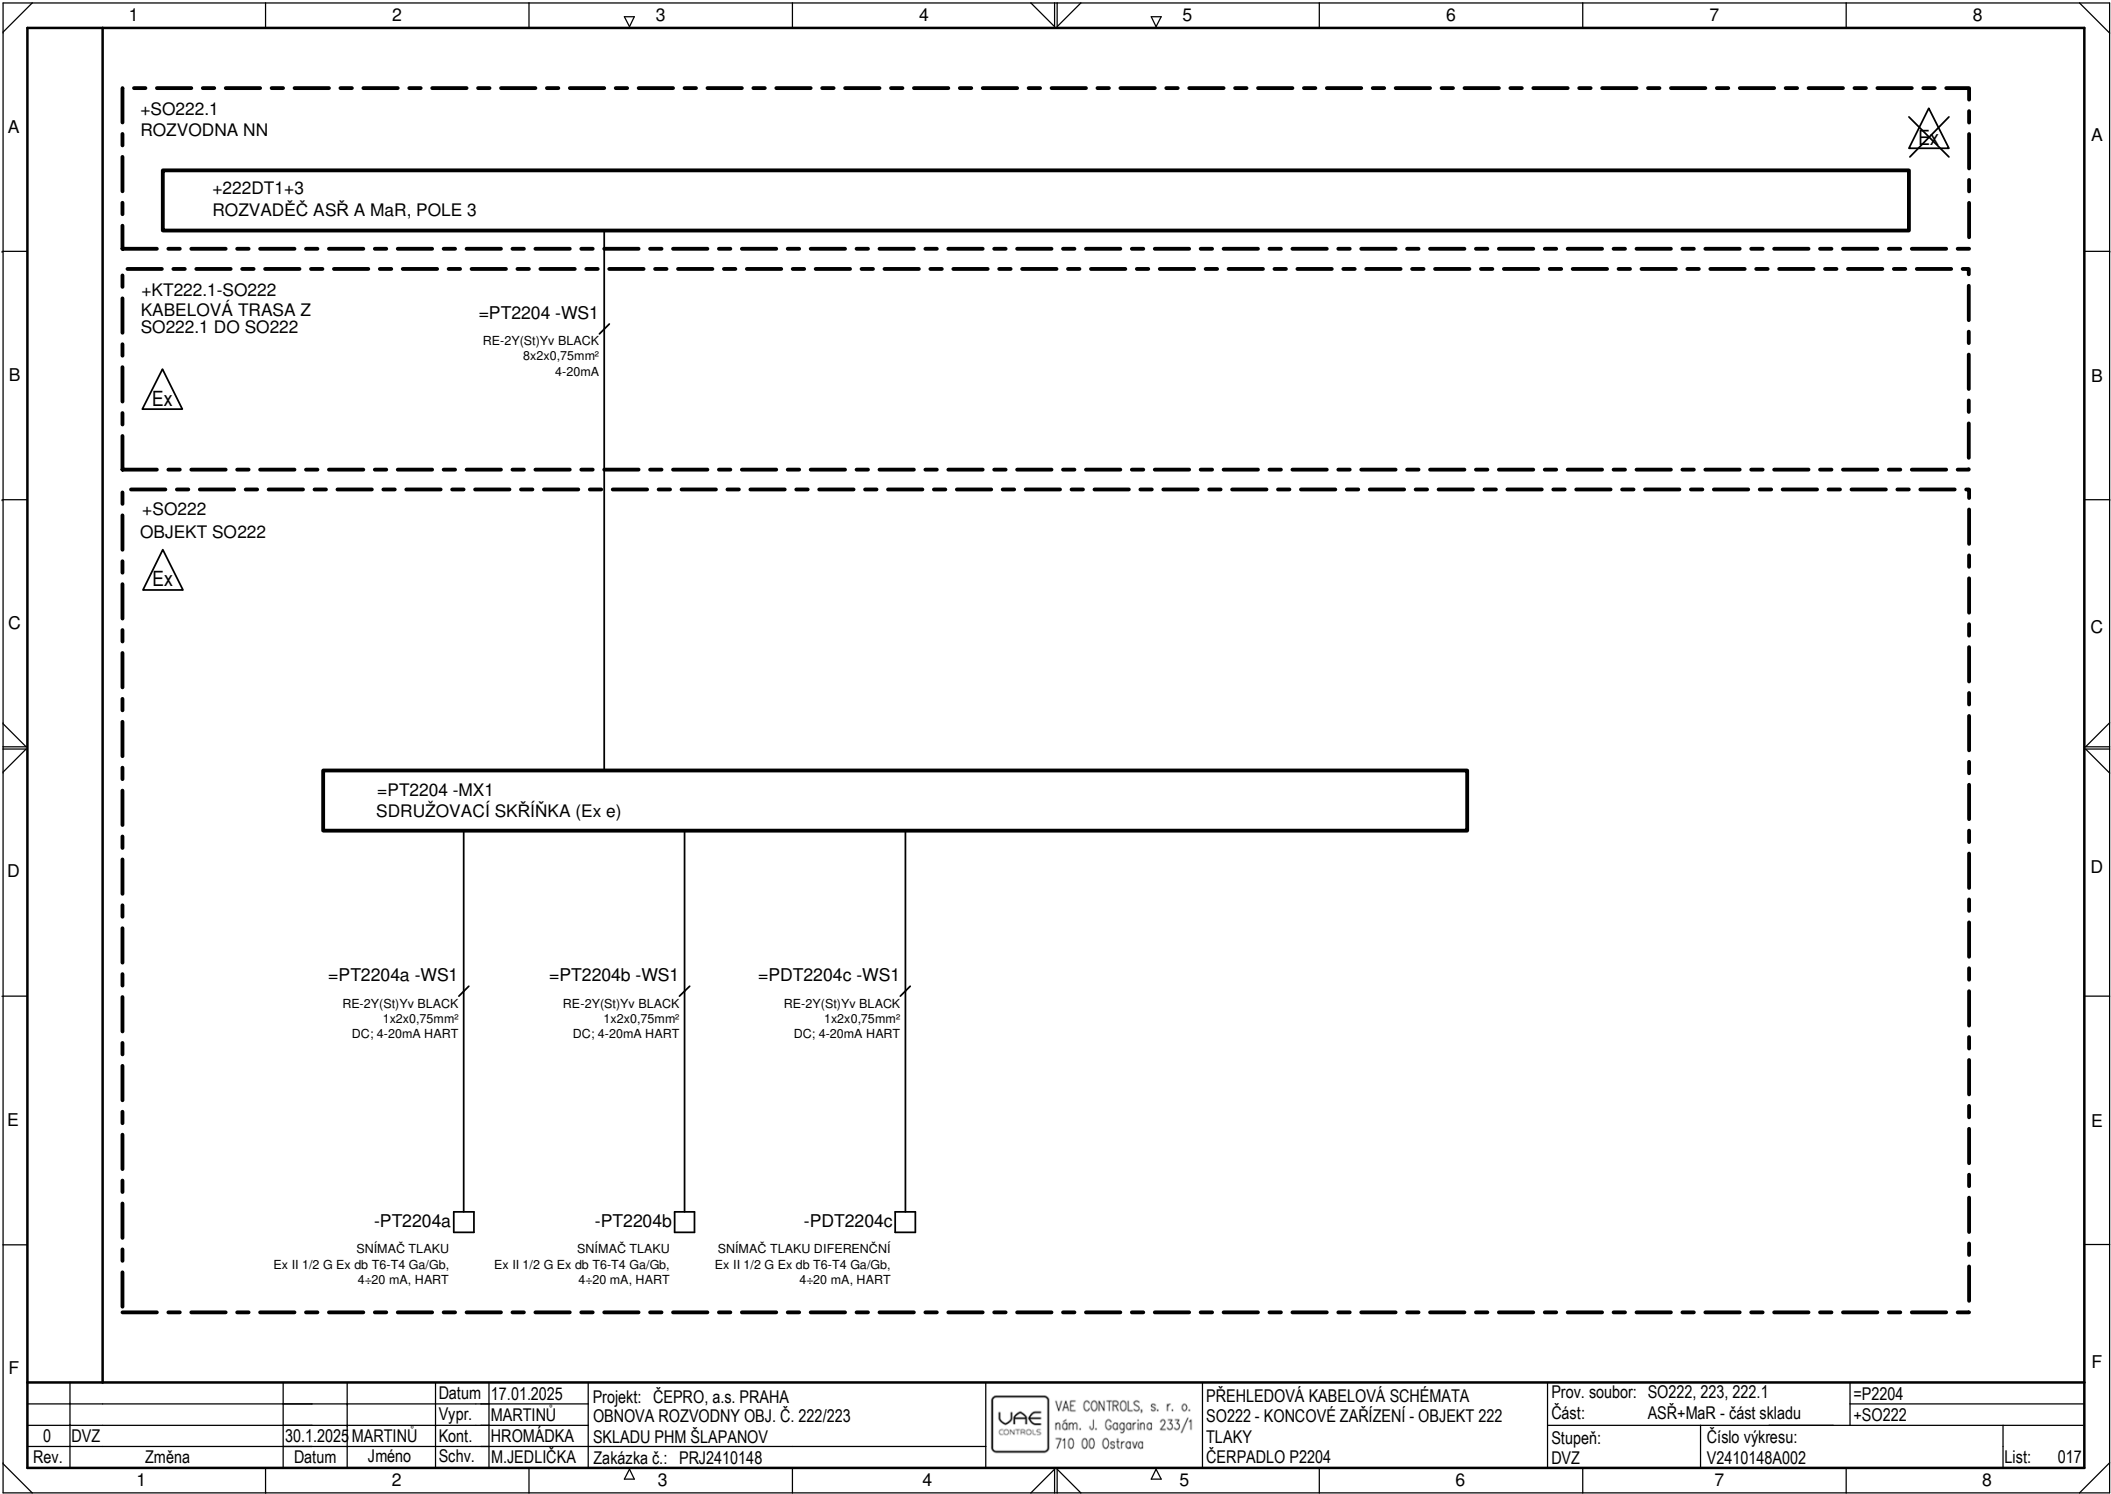 1 2 3 4 5 6 7 8
A A
+SO222.1
ROZVODNA NN
Ex
+222DT1+3
ROZVADĚČ ASŘ A MaR, POLE 3
B B
+KT222.1-SO222
KABELOVÁ TRASA Z
SO222.1 DO SO222
Ex
=PT2204 -WS1
RE-2Y(St)Yv BLACK
8x2x0,75mm²
4-20mA
C C
+SO222
OBJEKT SO222
Ex
D D
=PT2204 -MX1
SDRUŽOVACÍ SKŘÍŇKA (Ex e)
=PT2204a -WS1
RE-2Y(St)Yv BLACK
1x2x0,75mm²
DC; 4-20mA HART
=PT2204b -WS1
RE-2Y(St)Yv BLACK
1x2x0,75mm²
DC; 4-20mA HART
=PDT2204c -WS1
RE-2Y(St)Yv BLACK
1x2x0,75mm²
DC; 4-20mA HART
E E
-PT2204a
SNÍMAČ TLAKU
Ex II 1/2 G Ex db T6-T4 Ga/Gb,
4÷20 mA, HART
-PT2204b
SNÍMAČ TLAKU
Ex II 1/2 G Ex db T6-T4 Ga/Gb,
4÷20 mA, HART
-PDT2204c
SNÍMAČ TLAKU DIFERENČNÍ
Ex II 1/2 G Ex db T6-T4 Ga/Gb,
4÷20 mA, HART
F F
0 DVZ 30.1.2025 MARTINŮ
Rev. Změna Datum Jméno
Datum 17.01.2025
Vypr. MARTINŮ
Kont. HROMÁDKA
Schv. M.JEDLIČKA
Projekt: ČEPRO, a.s. PRAHA
OBNOVA ROZVODNY OBJ. Č. 222/223
SKLADU PHM ŠLAPANOV
Zakázka č.: PRJ2410148
UAE
CONTROLS
VAE CONTROLS, s. r. o.
nám. J. Gagarina 233/1
710 00 Ostrava
PŘEHLEDOVÁ KABELOVÁ SCHÉMATA
SO222 - KONCOVÉ ZAŘÍZENÍ - OBJEKT 222
TLAKY
ČERPADLO P2204
Prov. soubor: SO222, 223, 222.1
Část: ASŘ+MaR - část skladu
Stupeň:
DVZ
Číslo výkresu:
V2410148A002
=P2204
+SO222
List: 017
1 2 3 4 5 6 7 8